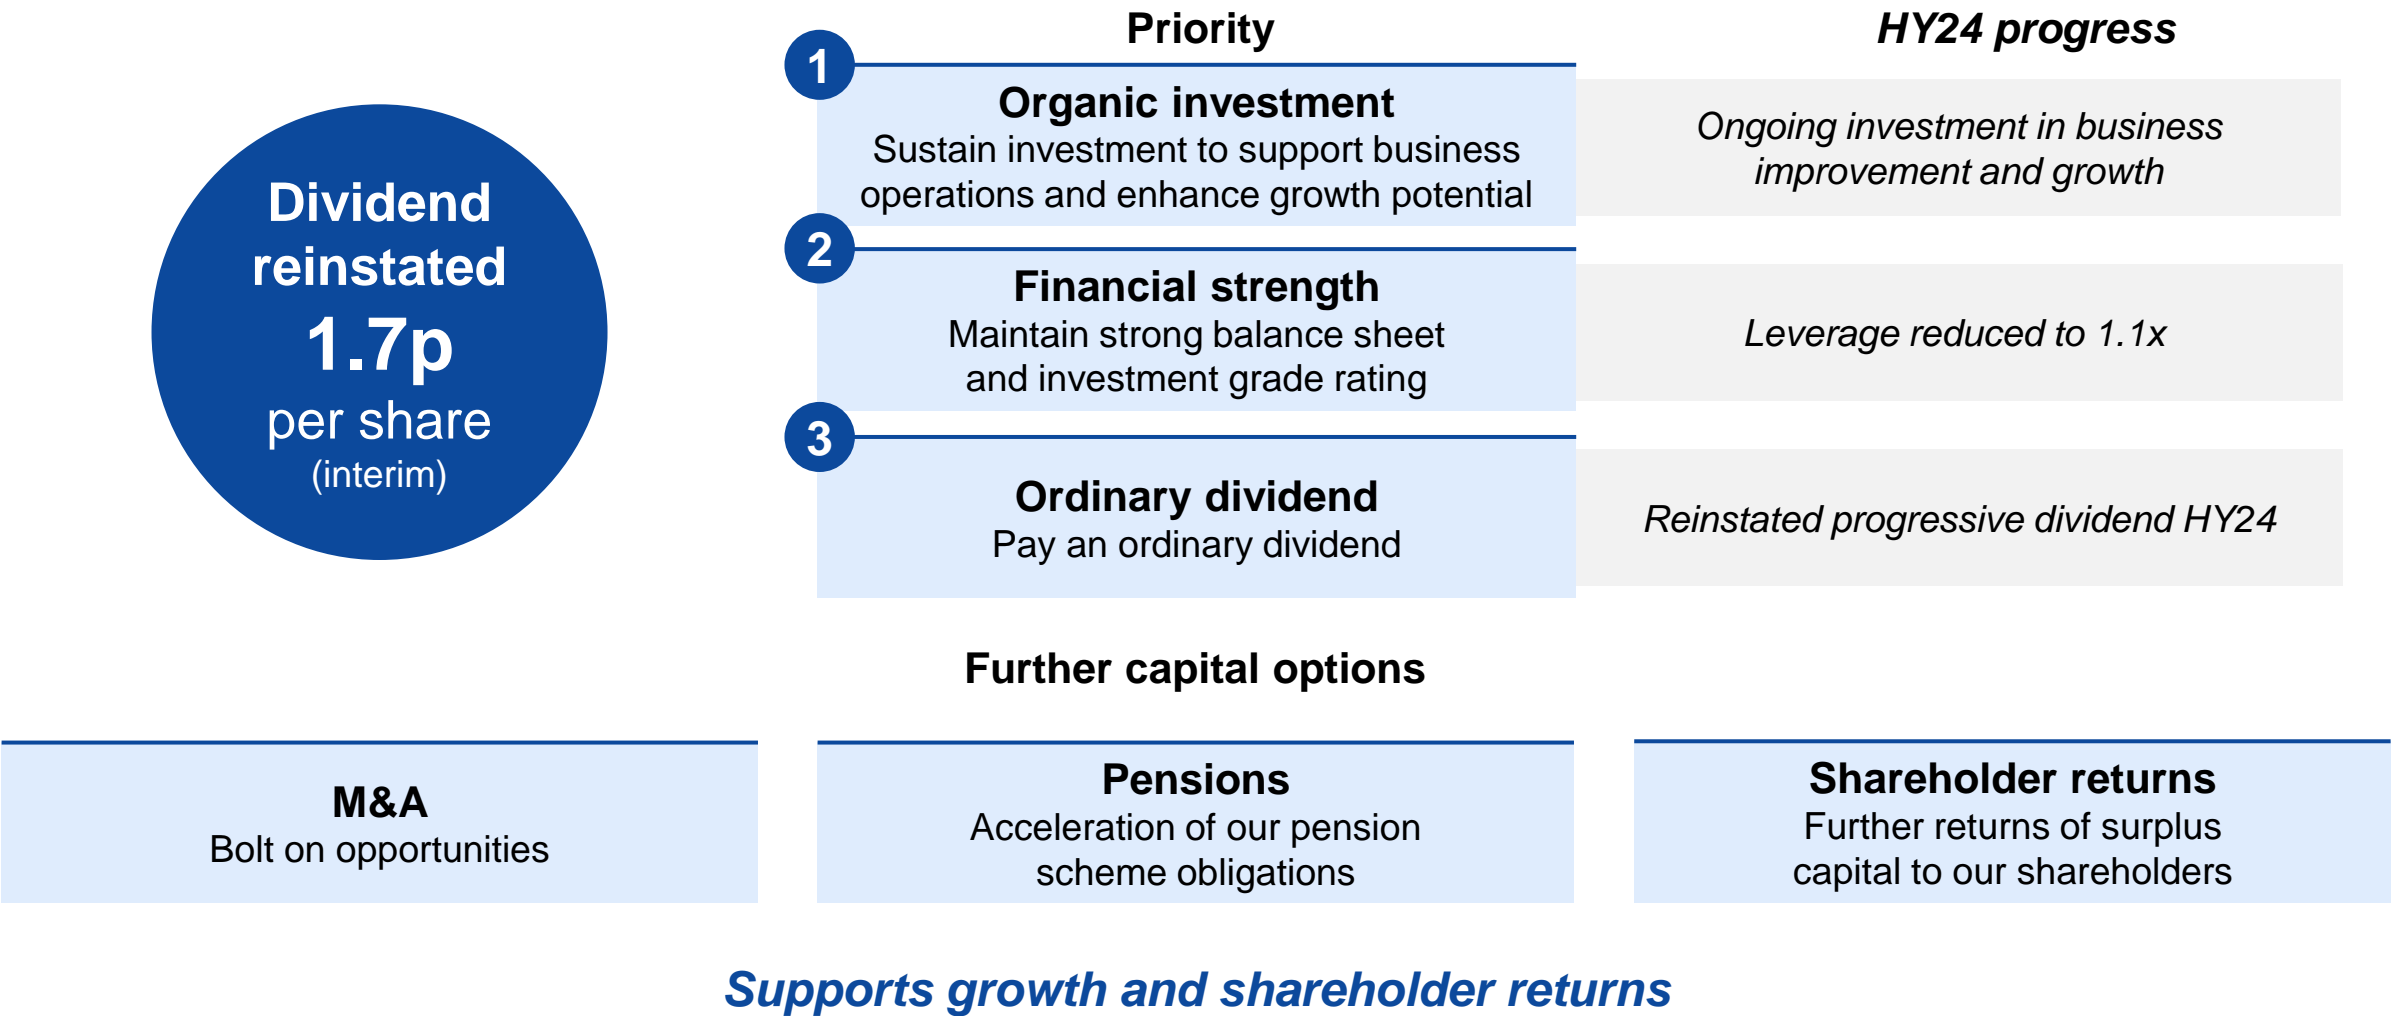 Dividend
reinstated
1.7p
per share
(interim)
Priority
HY24 progress
1
Organic investment
Sustain investment to support business
operations and enhance growth potential
Ongoing investment in business
improvement and growth
2
Financial strength
Maintain strong balance sheet
and investment grade rating
Leverage reduced to 1.1x
3
Ordinary dividend
Pay an ordinary dividend
Reinstated progressive dividend HY24
Further capital options
M&A
Bolt on opportunities
Pensions
Acceleration of our pension
scheme obligations
Shareholder returns
Further returns of surplus
capital to our shareholders
Supports growth and shareholder returns